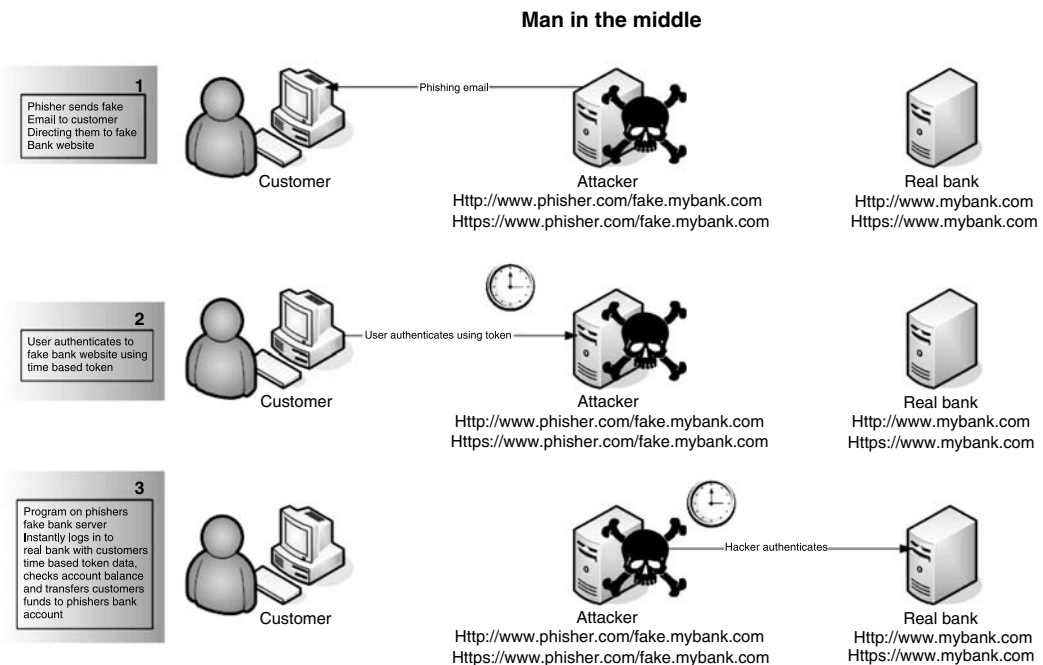 Man in the middle
1
Phisher sends fake
Email to customer
Directing them to fake
Bank website
Phishing email
Customer
Attacker
Http://www.phisher.com/fake.mybank.com
Https://www.phisher.com/fake.mybank.com
Real bank
Http://www.mybank.com
Https://www.mybank.com
2
User authenticates to
fake bank website using
time based token
User authenticates using token
Customer
Attacker
Http://www.phisher.com/fake.mybank.com
Https://www.phisher.com/fake.mybank.com
Real bank
Http://www.mybank.com
Https://www.mybank.com
3
Program on phishers
fake bank server
Instantly logs in to
real bank with customers
time based token data,
checks account balance
and transfers customers
funds to phishers bank
account
Hacker authenticates
Customer
Attacker
Http://www.phisher.com/fake.mybank.com
Https://www.phisher.com/fake.mybank.com
Real bank
Http://www.mybank.com
Https://www.mybank.com